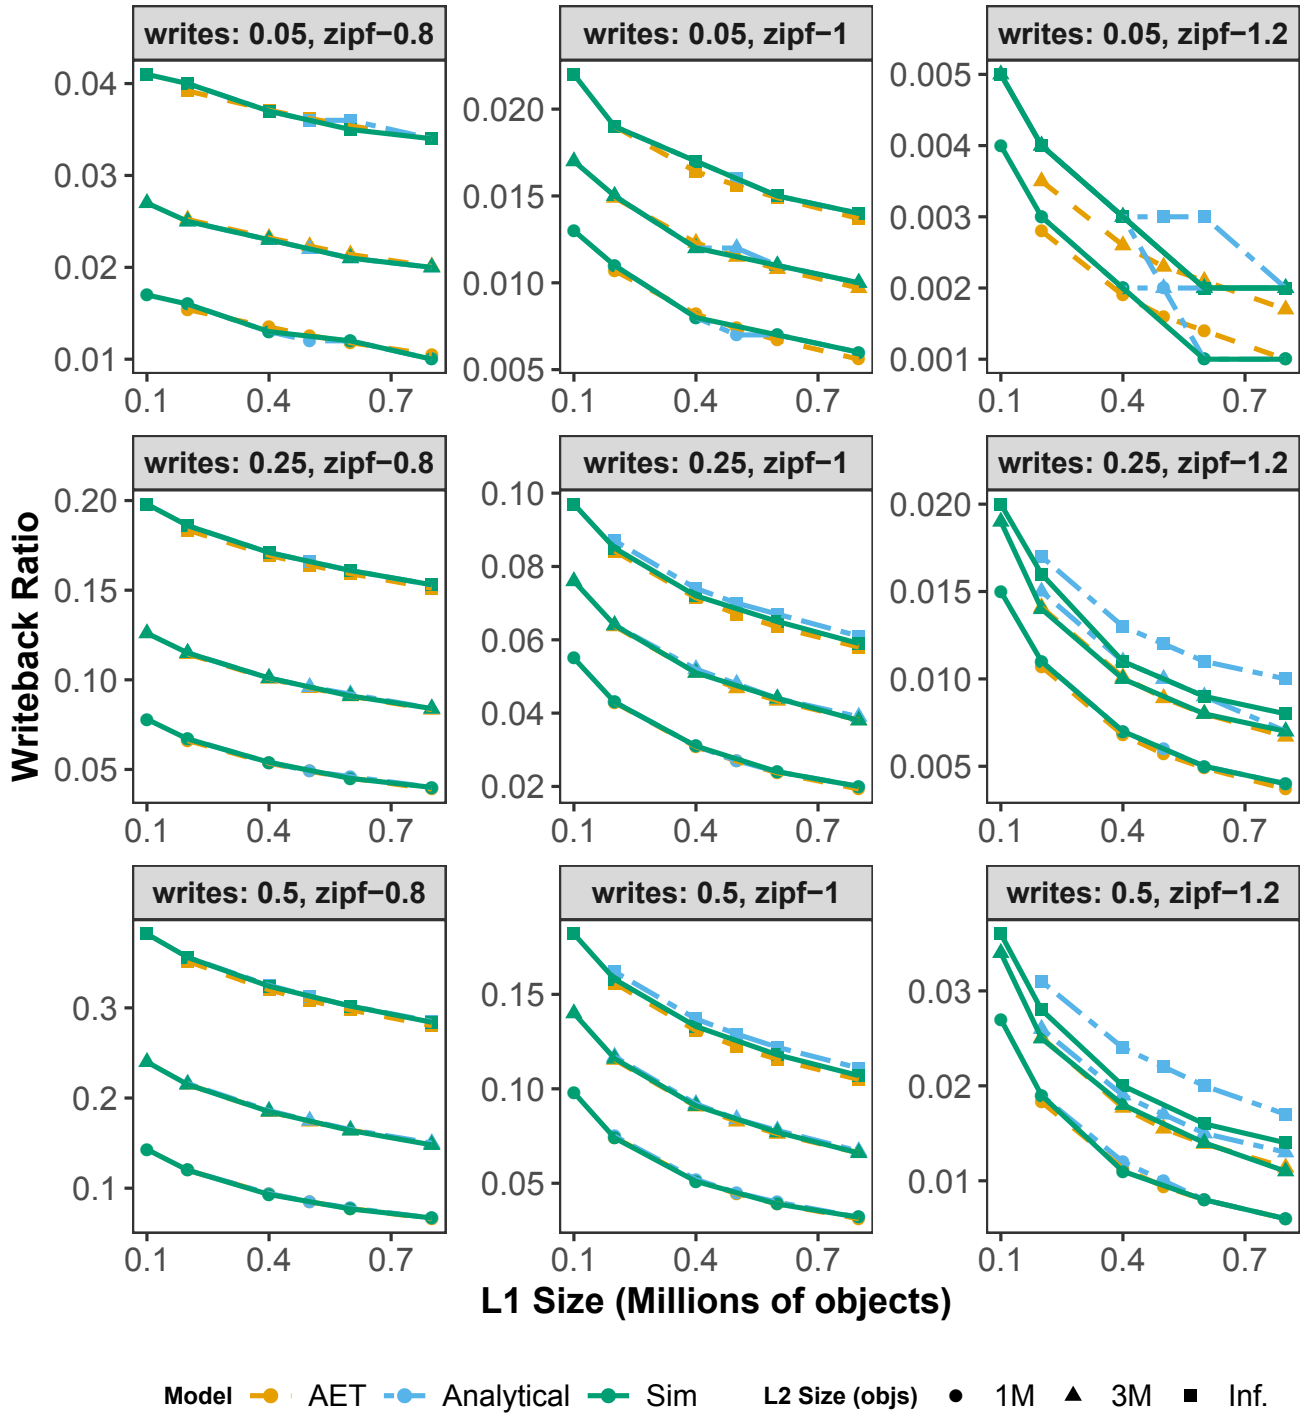 writes: 0.05, zipf−0.8
writes: 0.05, zipf−1
writes: 0.05, zipf−1.2
0.04
0.03
0.02
0.01
0.1 0.4 0.7
0.020
0.015
0.010
0.005
0.1 0.4 0.7
0.005
0.004
0.003
0.002
0.001
0.1 0.4 0.7
writes: 0.25, zipf−0.8
writes: 0.25, zipf−1
writes: 0.25, zipf−1.2
0.20
0.15
0.10
0.05
0.1 0.4 0.7
0.10
0.08
0.06
0.04
0.02
0.1 0.4 0.7
0.020
0.015
0.010
0.005
0.1 0.4 0.7
Writeback Ratio
writes: 0.5, zipf−0.8
writes: 0.5, zipf−1
writes: 0.5, zipf−1.2
0.3
0.2
0.1
0.1 0.4 0.7
0.15
0.10
0.05
0.1 0.4 0.7
0.03
0.02
0.01
0.1 0.4 0.7
L1 Size (Millions of objects)
Model AET Analytical Sim L2 Size (objs) 1M 3M Inf.